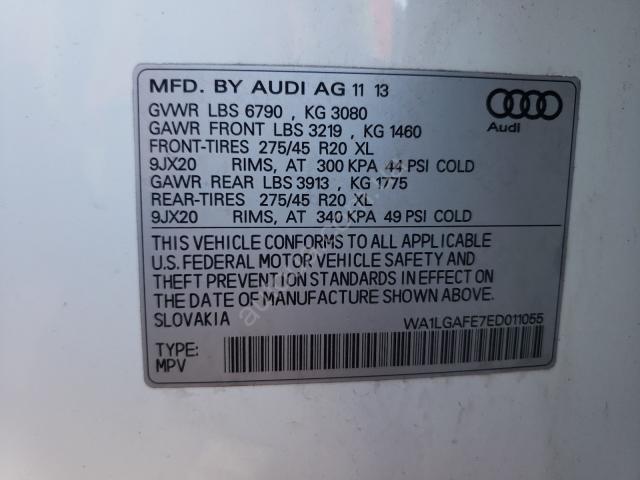 MFD. BY AUDI AG 11 13
GVWR LBS 6790 , KG 3080
GAWR FRONT LBS 3219 , KG 1460
FRONT-TIRES 275/45 R20 XL
9JX20 RIMS, AT 300 KPA 44 PSI COLD
GAWR REAR LBS 3913 , KG 1775
REAR-TIRES 275/45 R20 XL
9JX20 RIMS, AT 340 KPA 49 PSI COLD
Audi
THIS VEHICLE CONFORMS TO ALL APPLICABLE
U.S. FEDERAL MOTOR VEHICLE SAFETY AND
THEFT PREVENTION STANDARDS IN EFFECT ON
THE DATE OF MANUFACTURE SHOWN ABOVE.
SLOVAKIA WA1LGAFE7ED011055
TYPE:
MPV